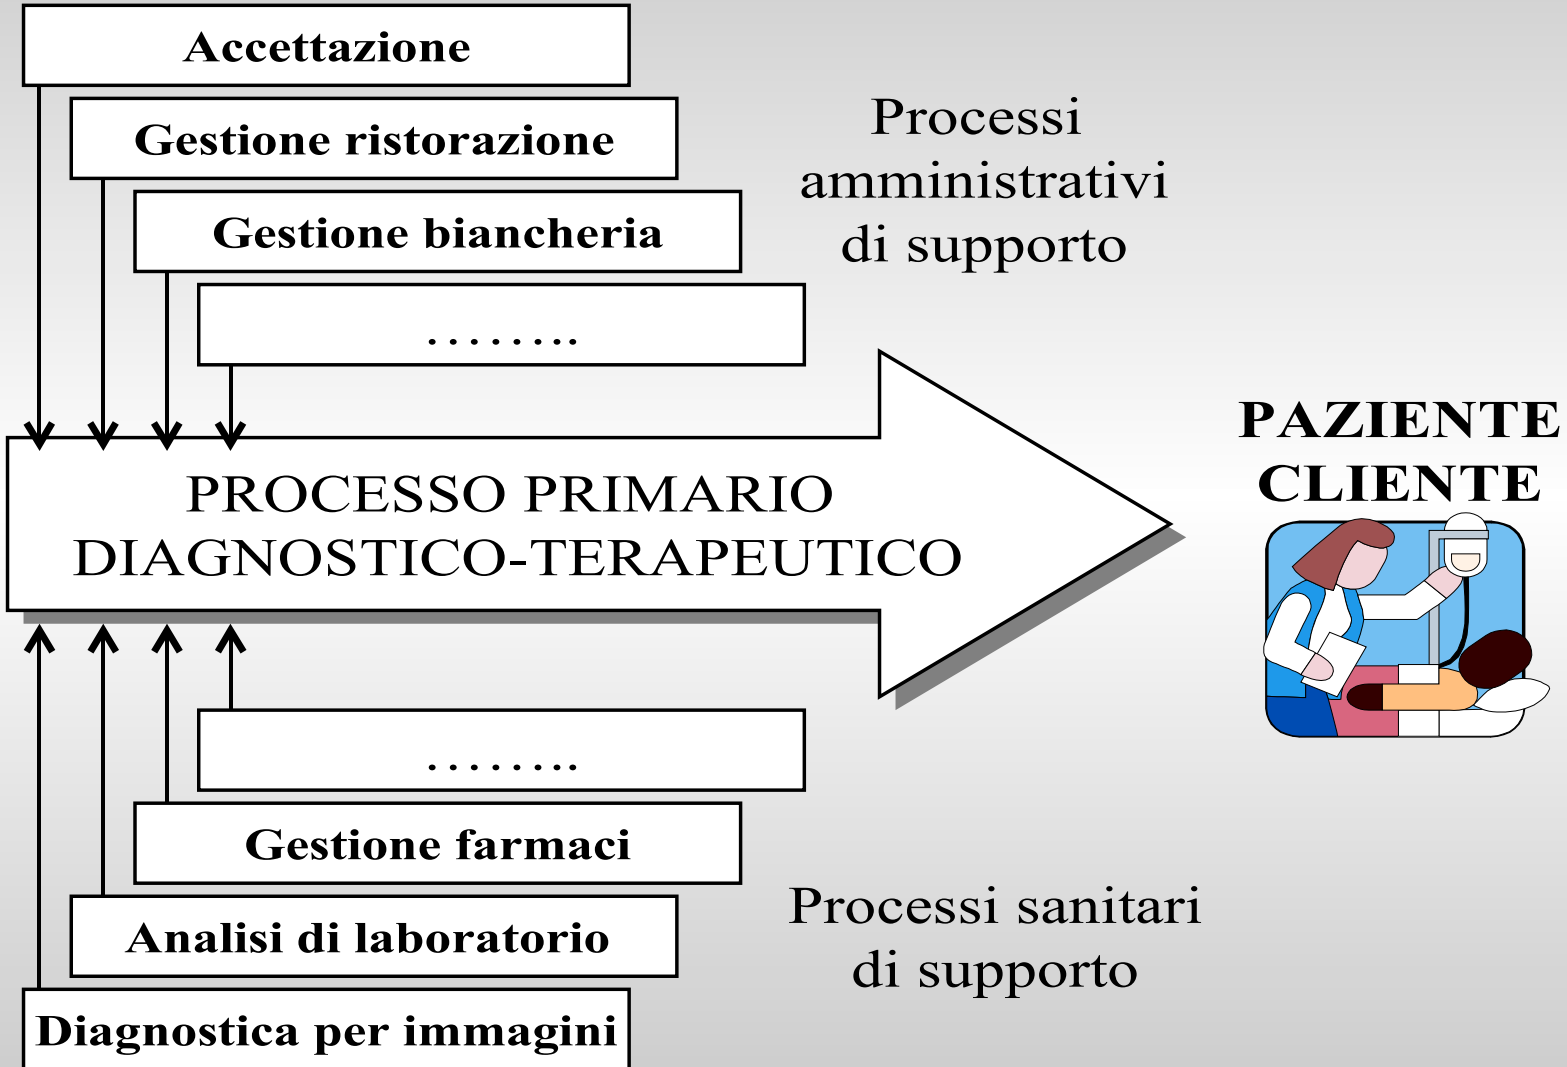 Accettazione
Gestione ristorazione
Gestione biancheria
........
Processi
amministrativi
di supporto
PROCESSO PRIMARIO
DIAGNOSTICO-TERAPEUTICO
PAZIENTE
CLIENTE
........
Gestione farmaci
Analisi di laboratorio
Diagnostica per immagini
Processi sanitari
di supporto